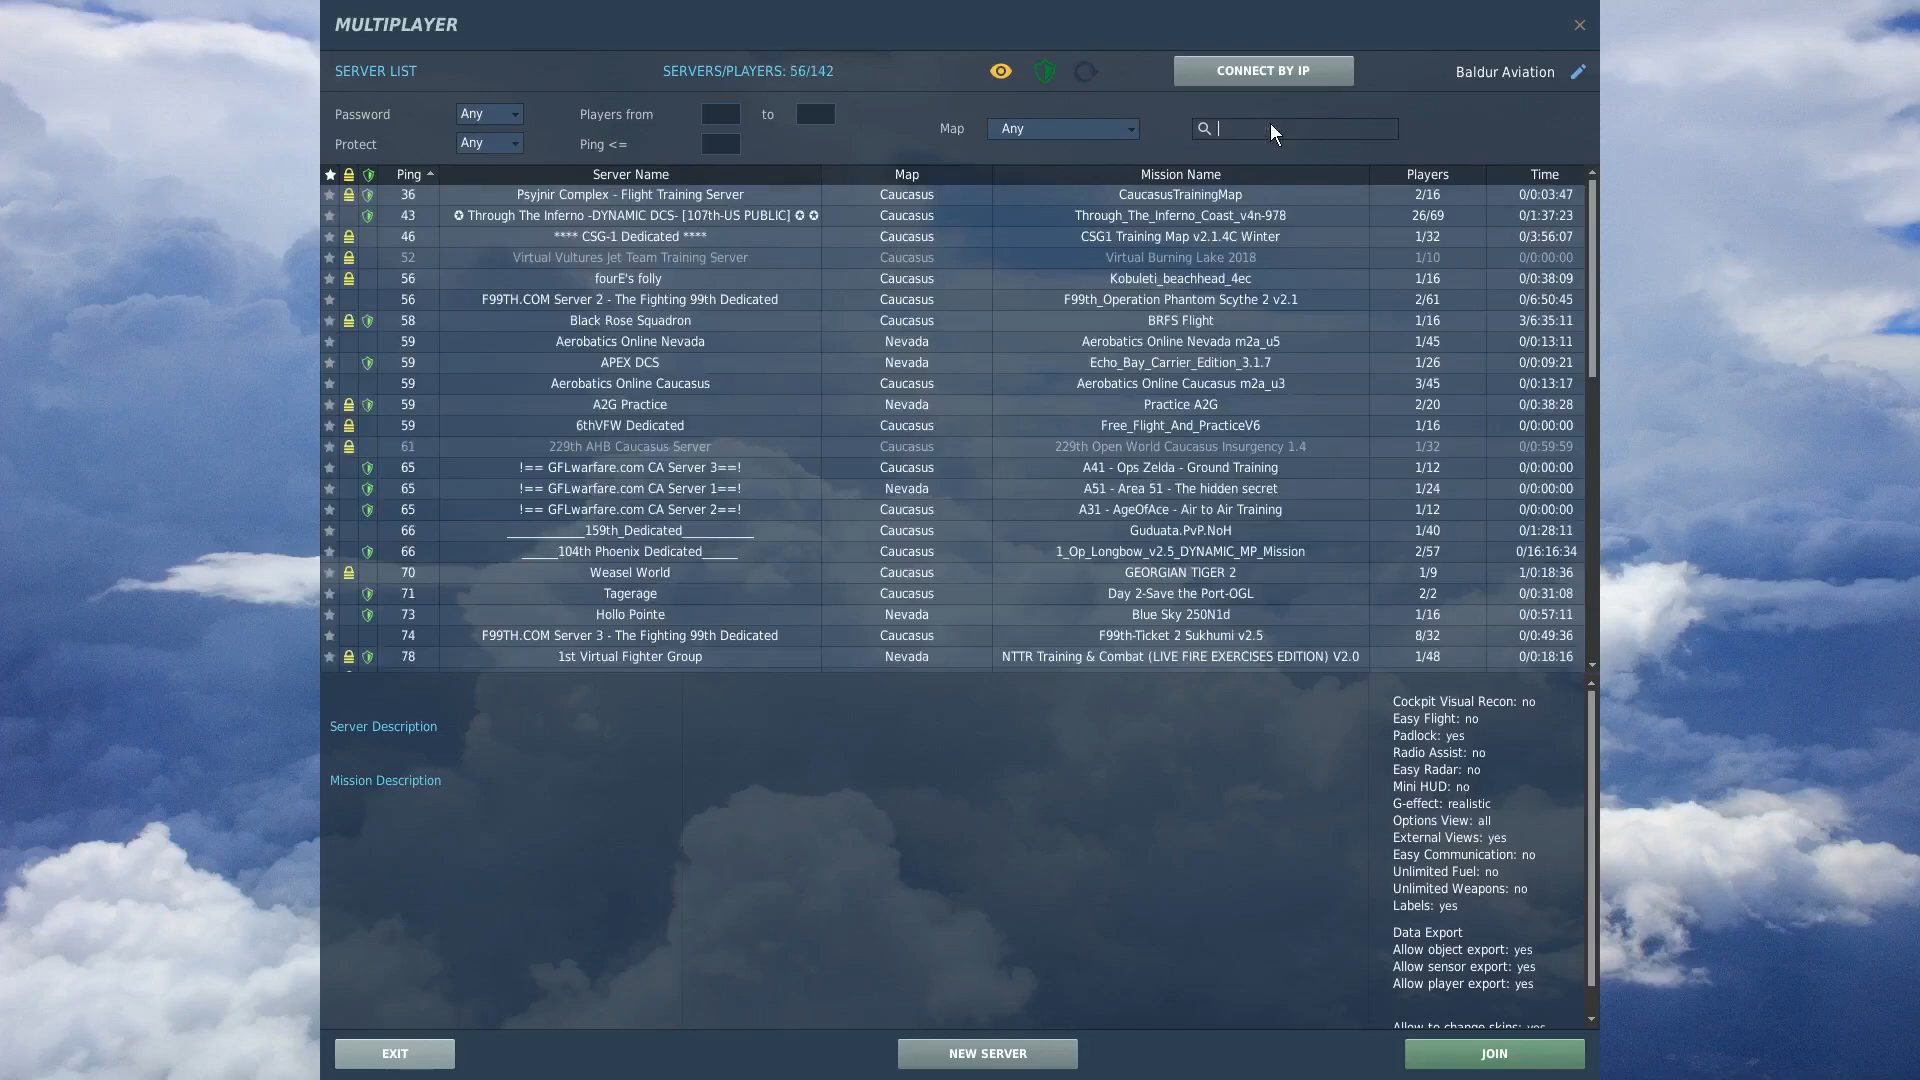 MULTIPLAYER
SERVER LIST SERVERS/PLAYERS: 56/142 CONNECT BY IP Baldur Aviation
Password Any Players from to
Map Any
Protect Any Ping <=
Ping Server Name Map Mission Name Players Time
36 Psyjnir Complex - Flight Training Server Caucasus CaucasusTrainingMap 2/16 0/0:03:47
43 ✪ Through The Inferno -DYNAMIC DCS- [107th-US PUBLIC] ✪ ✪ Caucasus Through_The_Inferno_Coast_v4n-978 26/69 0/1:37:23
46 **** CSG-1 Dedicated **** Caucasus CSG1 Training Map v2.1.4C Winter 1/32 0/3:56:07
52 Virtual Vultures Jet Team Training Server Caucasus Virtual Burning Lake 2018 1/10 0/0:00:00
56 fourE's folly Caucasus Kobuleti_beachhead_4ec 1/16 0/0:38:09
56 F99TH.COM Server 2 - The Fighting 99th Dedicated Caucasus F99th_Operation Phantom Scythe 2 v2.1 2/61 0/6:50:45
58 Black Rose Squadron Caucasus BRFS Flight 1/16 3/6:35:11
59 Aerobatics Online Nevada Nevada Aerobatics Online Nevada m2a_u5 1/45 0/0:13:11
59 APEX DCS Nevada Echo_Bay_Carrier_Edition_3.1.7 1/26 0/0:09:21
59 Aerobatics Online Caucasus Caucasus Aerobatics Online Caucasus m2a_u3 3/45 0/0:13:17
59 A2G Practice Nevada Practice A2G 2/20 0/0:38:28
59 6thVFW Dedicated Caucasus Free_Flight_And_PracticeV6 1/16 0/0:00:00
61 229th AHB Caucasus Server Caucasus 229th Open World Caucasus Insurgency 1.4 1/32 0/0:59:59
65 !== GFLwarfare.com CA Server 3==! Caucasus A41 - Ops Zelda - Ground Training 1/12 0/0:00:00
65 !== GFLwarfare.com CA Server 1==! Nevada A51 - Area 51 - The hidden secret 1/24 0/0:00:00
65 !== GFLwarfare.com CA Server 2==! Caucasus A31 - AgeOfAce - Air to Air Training 1/12 0/0:00:00
66 ___________159th_Dedicated__________ Caucasus Guduata.PvP.NoH 1/40 0/1:28:11
66 _____104th Phoenix Dedicated_____ Caucasus 1_Op_Longbow_v2.5_DYNAMIC_MP_Mission 2/57 0/16:16:34
70 Weasel World Caucasus GEORGIAN TIGER 2 1/9 1/0:18:36
71 Tagerage Caucasus Day 2-Save the Port-OGL 2/2 0/0:31:08
73 Hollo Pointe Nevada Blue Sky 250N1d 1/16 0/0:57:11
74 F99TH.COM Server 3 - The Fighting 99th Dedicated Caucasus F99th-Ticket 2 Sukhumi v2.5 8/32 0/0:49:36
78 1st Virtual Fighter Group Nevada NTTR Training & Combat (LIVE FIRE EXERCISES EDITION) V2.0 1/48 0/0:18:16
Server Description
Mission Description
Cockpit Visual Recon: no
Easy Flight: no
Padlock: yes
Radio Assist: no
Easy Radar: no
Mini HUD: no
G-effect: realistic
Options View: all
External Views: yes
Easy Communication: no
Unlimited Fuel: no
Unlimited Weapons: no
Labels: yes
Data Export
Allow object export: yes
Allow sensor export: yes
Allow player export: yes
Allow to change skins: yes
EXIT NEW SERVER JOIN